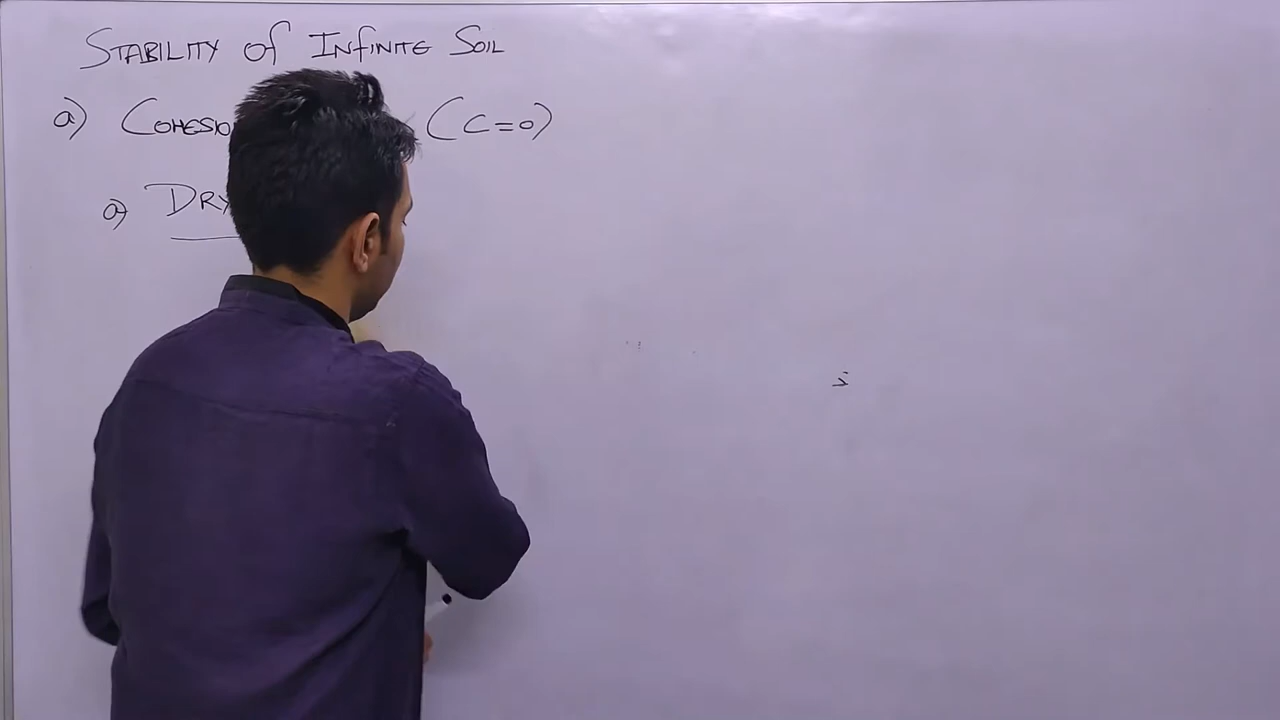 STABILITY of INFINITE SOIL
a) COHESIO (C=0)
a) DRY